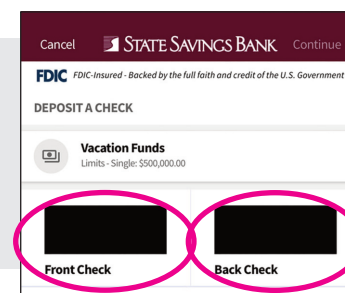 Cancel STATE SAVINGS BANK Continue
FDIC FDIC-Insured - Backed by the full faith and credit of the U.S. Government
DEPOSIT A CHECK
Vacation Funds
Limits - Single: $500,000.00
Front Check Back Check